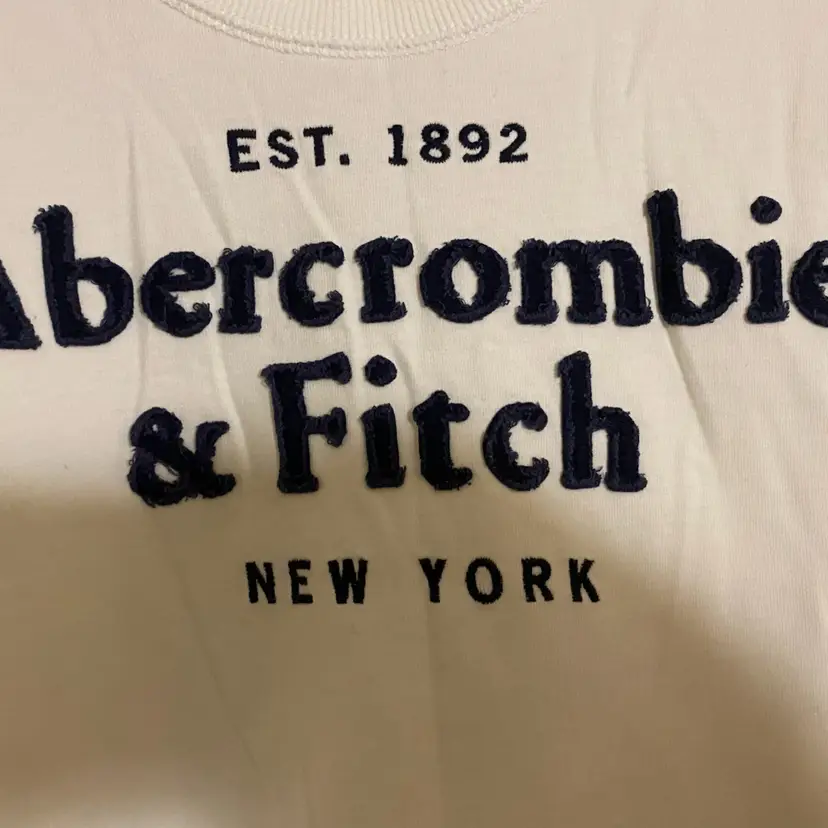 EST. 1892
Abercrombie
& Fitch
NEW YORK